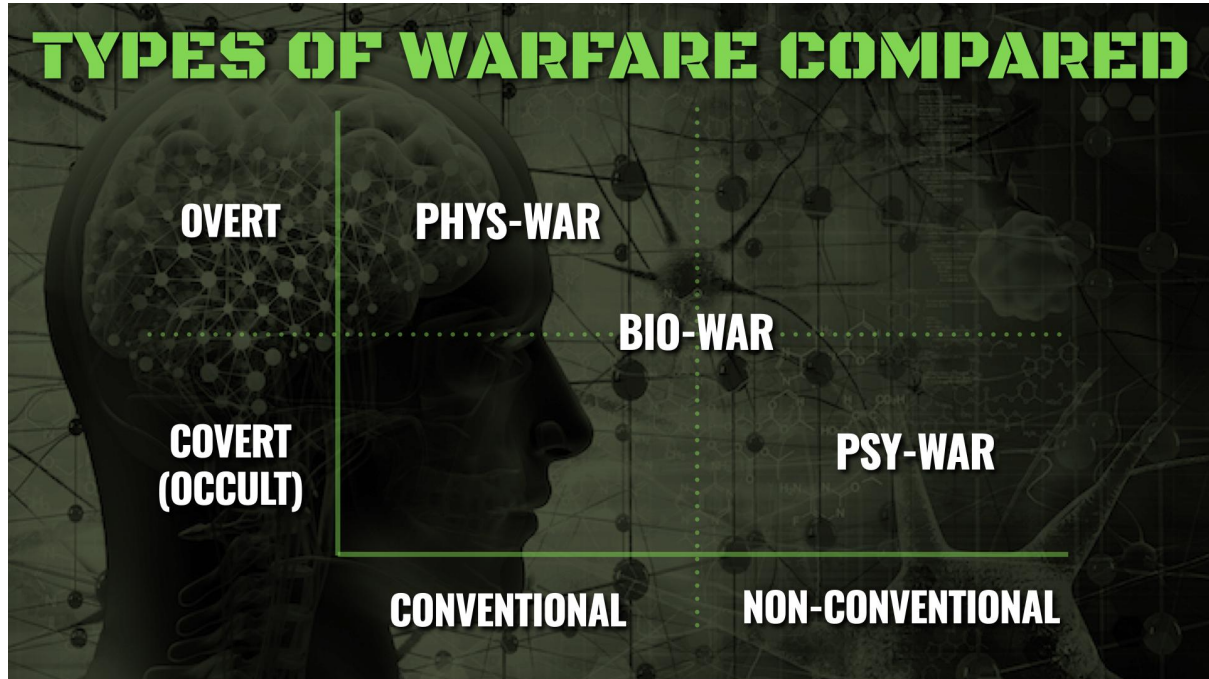 TYPES OF WARFARE COMPARED
OVERT
PHYS-WAR
BIO-WAR
COVERT
(OCCULT)
PSY-WAR
CONVENTIONAL
NON-CONVENTIONAL